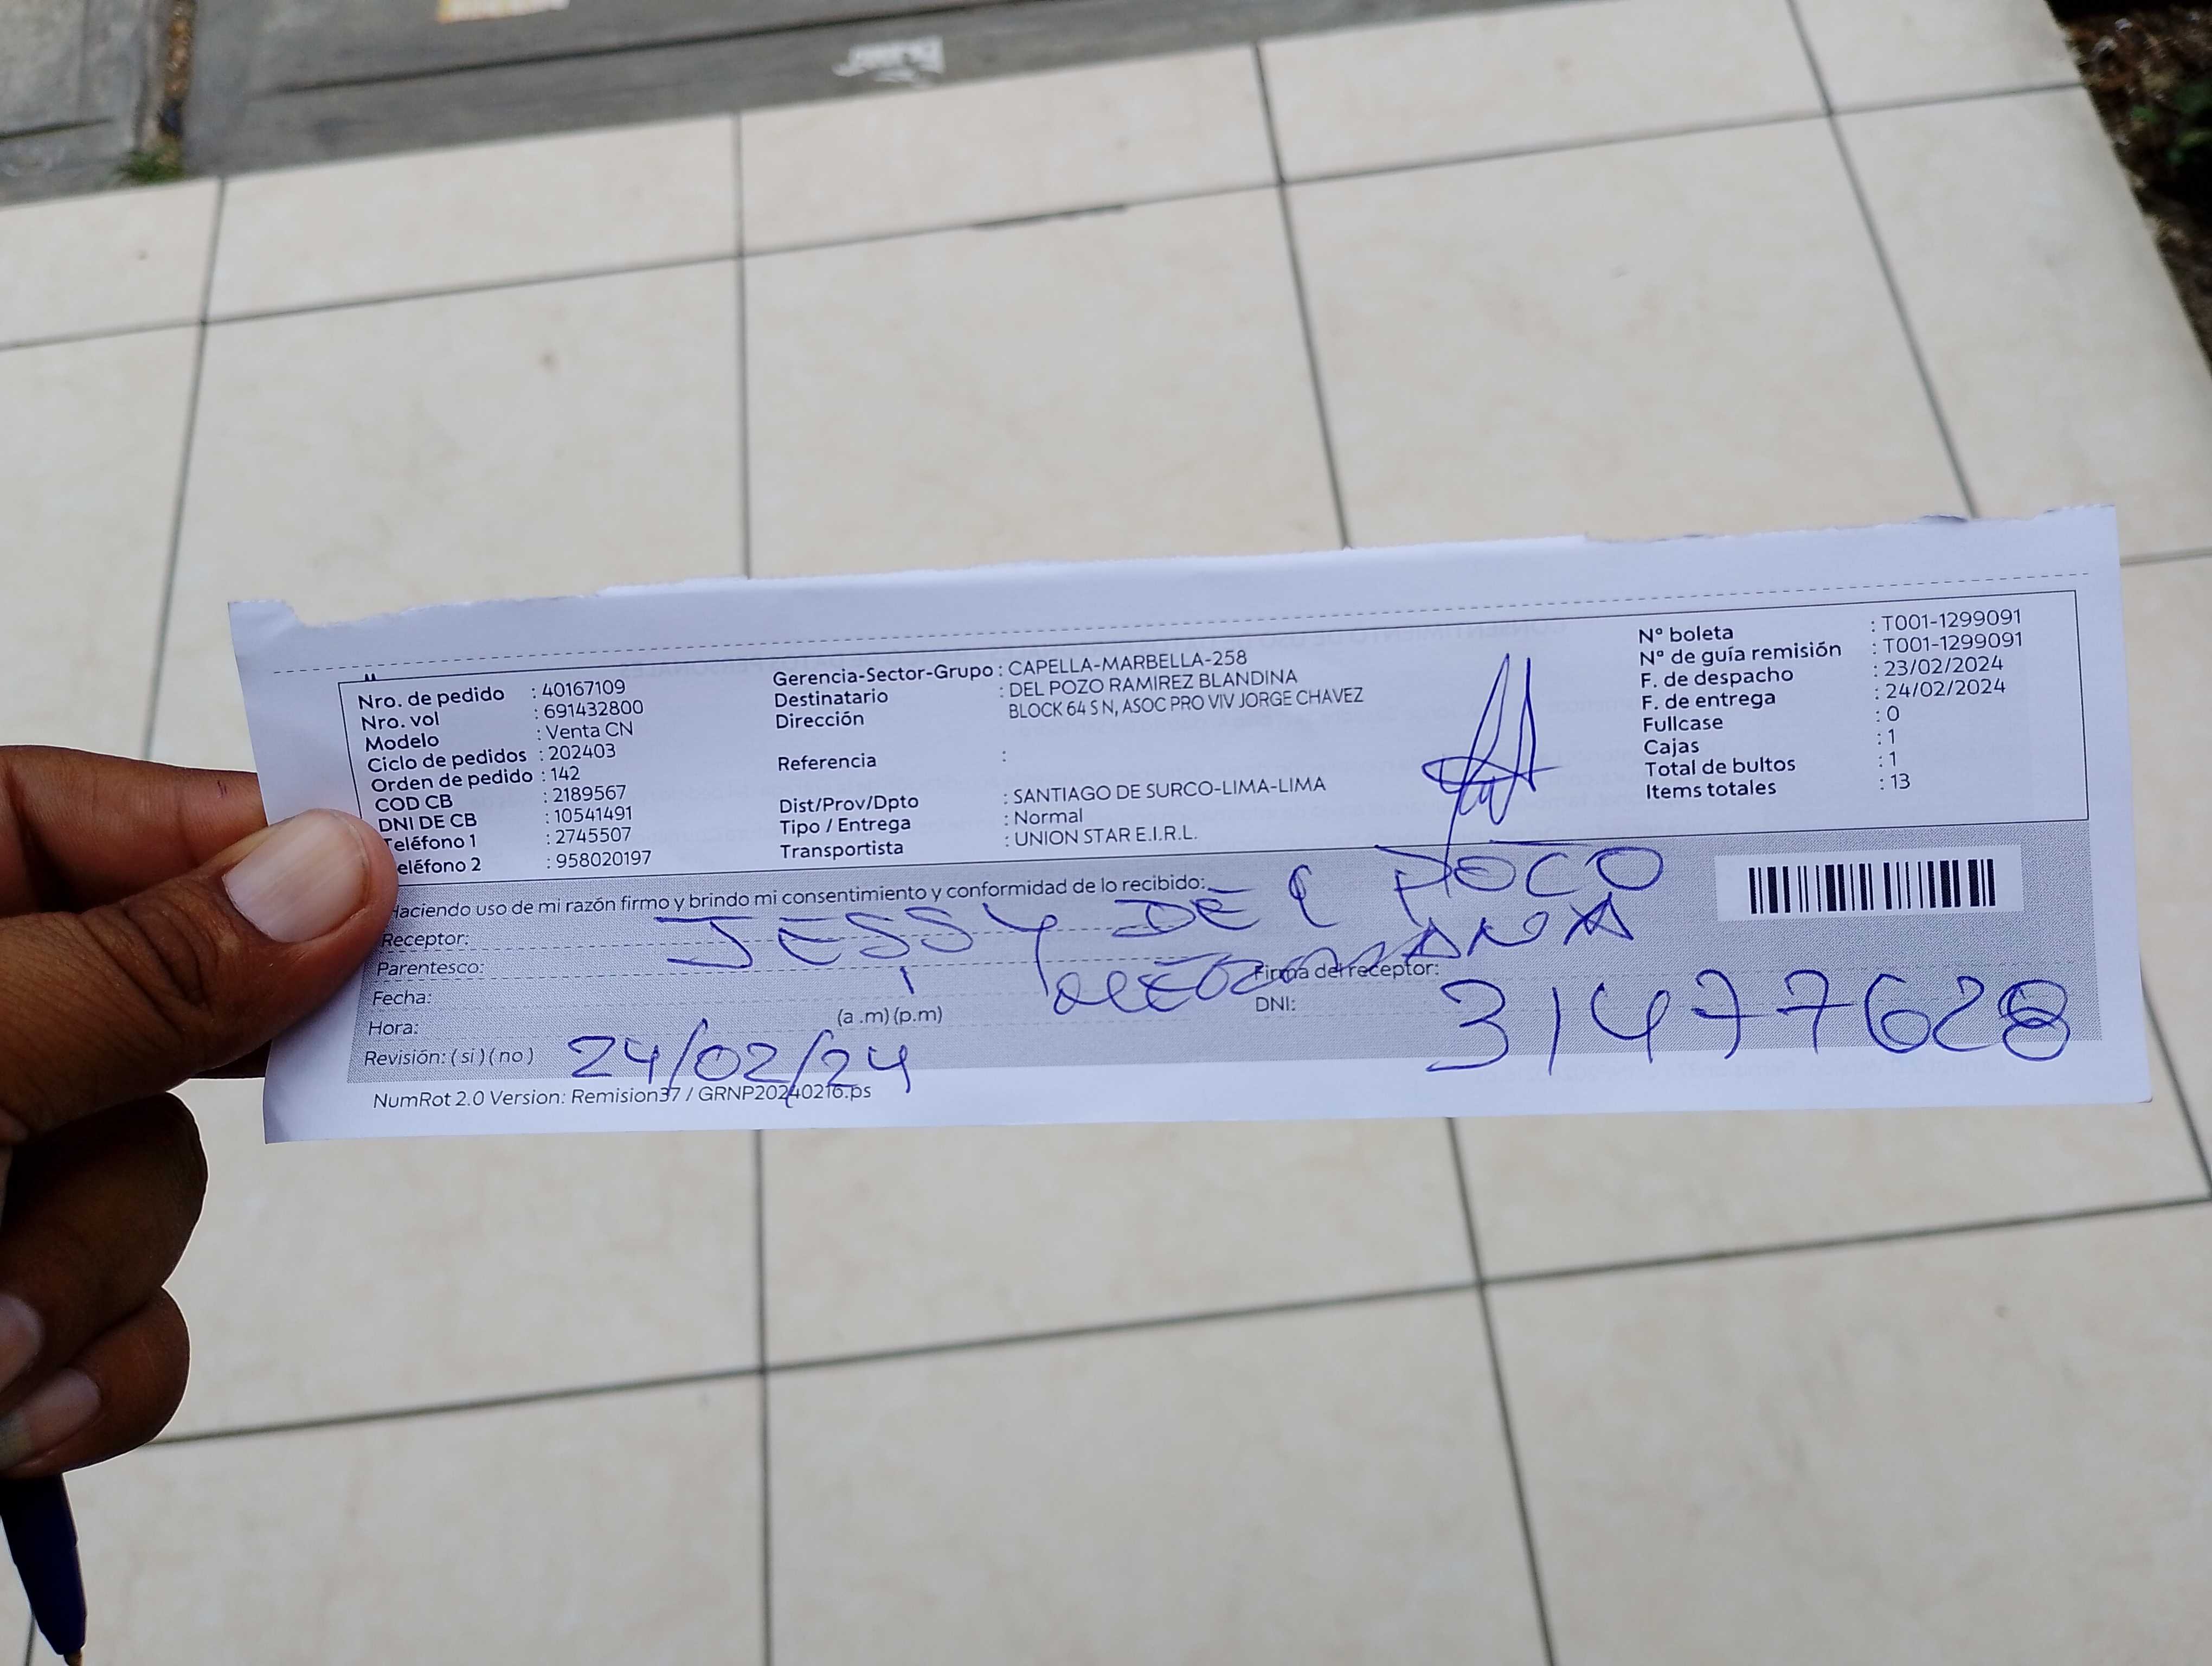 Nro. de pedido : 40167109
Nro. vol : 691432800
Modelo : Venta CN
Ciclo de pedidos : 202403
Orden de pedido : 142
COD CB : 2189567
DNI DE CB : 10541491
Teléfono 1 : 2745507
eléfono 2 : 958020197
Gerencia-Sector-Grupo : CAPELLA-MARBELLA-258
Destinatario : DEL POZO RAMIREZ BLANDINA
Dirección BLOCK 64 S N, ASOC PRO VIV JORGE CHAVEZ
Referencia :
Dist/Prov/Dpto : SANTIAGO DE SURCO-LIMA-LIMA
Tipo / Entrega : Normal
Transportista : UNION STAR E.I.R.L.
N° boleta : T001-1299091
N° de guía remisión : T001-1299091
F. de despacho : 23/02/2024
F. de entrega : 24/02/2024
Fullcase : 0
Cajas : 1
Total de bultos : 1
Items totales : 13
Haciendo uso de mi razón firmo y brindo mi consentimiento y conformidad de lo recibido:
Receptor: JESSY DEL POCO
Parentesco:
Fecha: Firma del receptor:
Hora: (a .m) (p.m) DNI: 31477628
Revisión: ( si ) ( no ) 24/02/24
NumRot 2.0 Version: Remision37 / GRNP20240216.ps